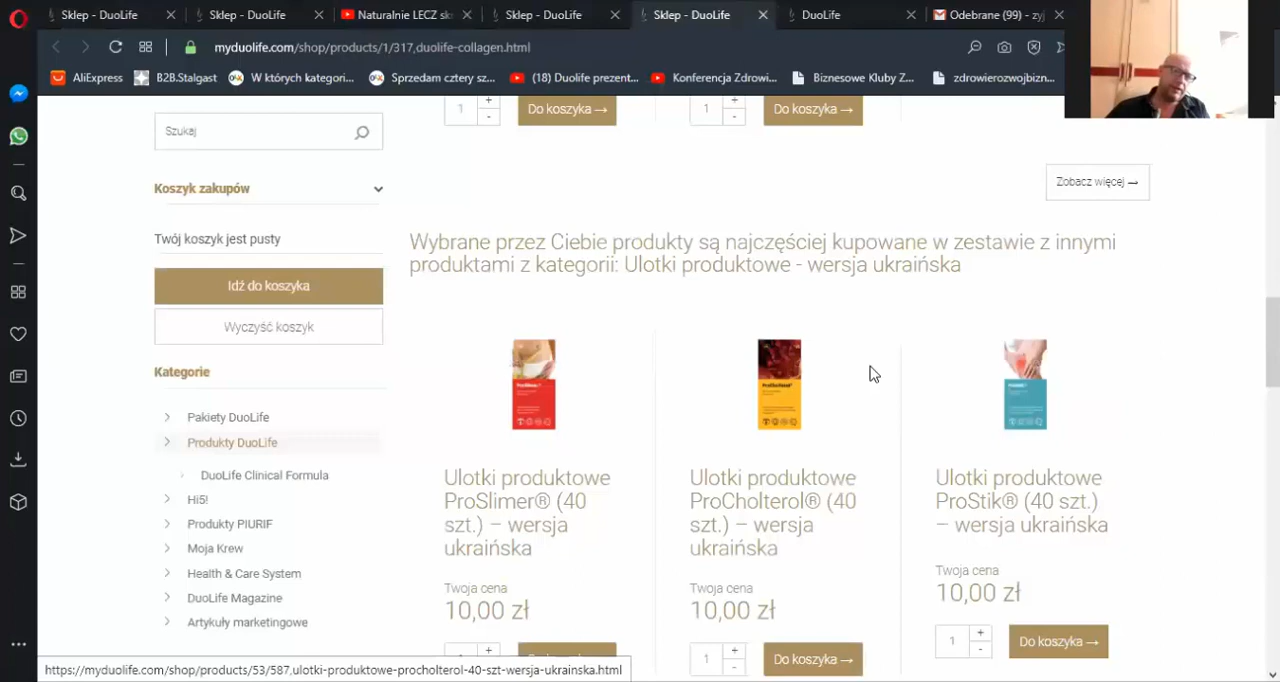 Sklep - DuoLife
Sklep - DuoLife
Naturalnie LECZ sk
Sklep - DuoLife
Sklep - DuoLife
DuoLife
Odebrane (99) - zy
myduolife.com/shop/products/1/317,duolife-collagen.html
AliExpress
B2B.Stalgast
W których kategori...
Sprzedam cztery sz...
(18) Duolife prezent...
Konferencja Zdrowi...
Biznesowe Kluby Z...
zdrowierozwojbizn...
1
+
-
Do koszyka →
1
+
-
Do koszyka →
Szukaj
Zobacz więcej →
Koszyk zakupów
Twój koszyk jest pusty
Idź do koszyka
Wyczyść koszyk
Kategorie
Pakiety DuoLife
Produkty DuoLife
DuoLife Clinical Formula
Hi5!
Produkty PIURIF
Moja Krew
Health & Care System
DuoLife Magazine
Artykuły marketingowe
Wybrane przez Ciebie produkty są najczęściej kupowane w zestawie z innymi
produktami z kategorii: Ulotki produktowe - wersja ukraińska
Ulotki produktowe
ProSlimer® (40
szt.) – wersja
ukraińska
Twoja cena
10,00 zł
+
Ulotki produktowe
ProCholterol® (40
szt.) – wersja
ukraińska
Twoja cena
10,00 zł
1
+
-
Do koszyka →
Ulotki produktowe
ProStik® (40 szt.)
– wersja ukraińska
Twoja cena
10,00 zł
1
+
-
Do koszyka →
https://myduolife.com/shop/products/53/587,ulotki-produktowe-procholterol-40-szt-wersja-ukrainska.html